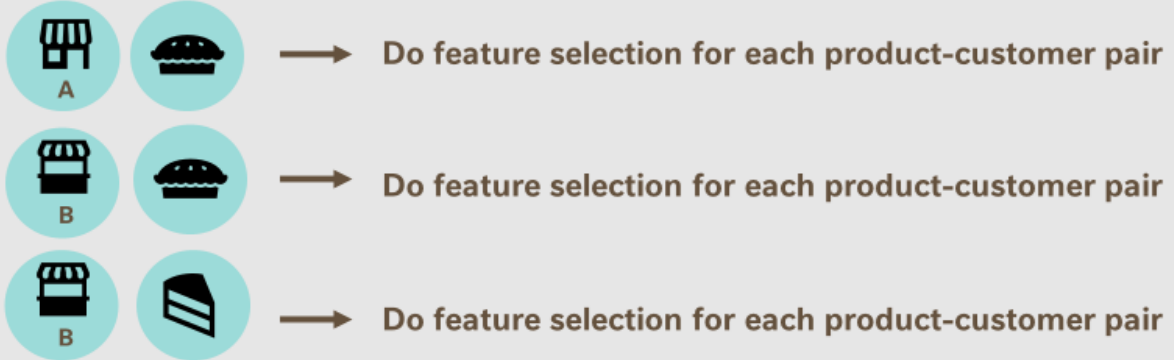 A
Do feature selection for each product-customer pair
B
Do feature selection for each product-customer pair
B
Do feature selection for each product-customer pair